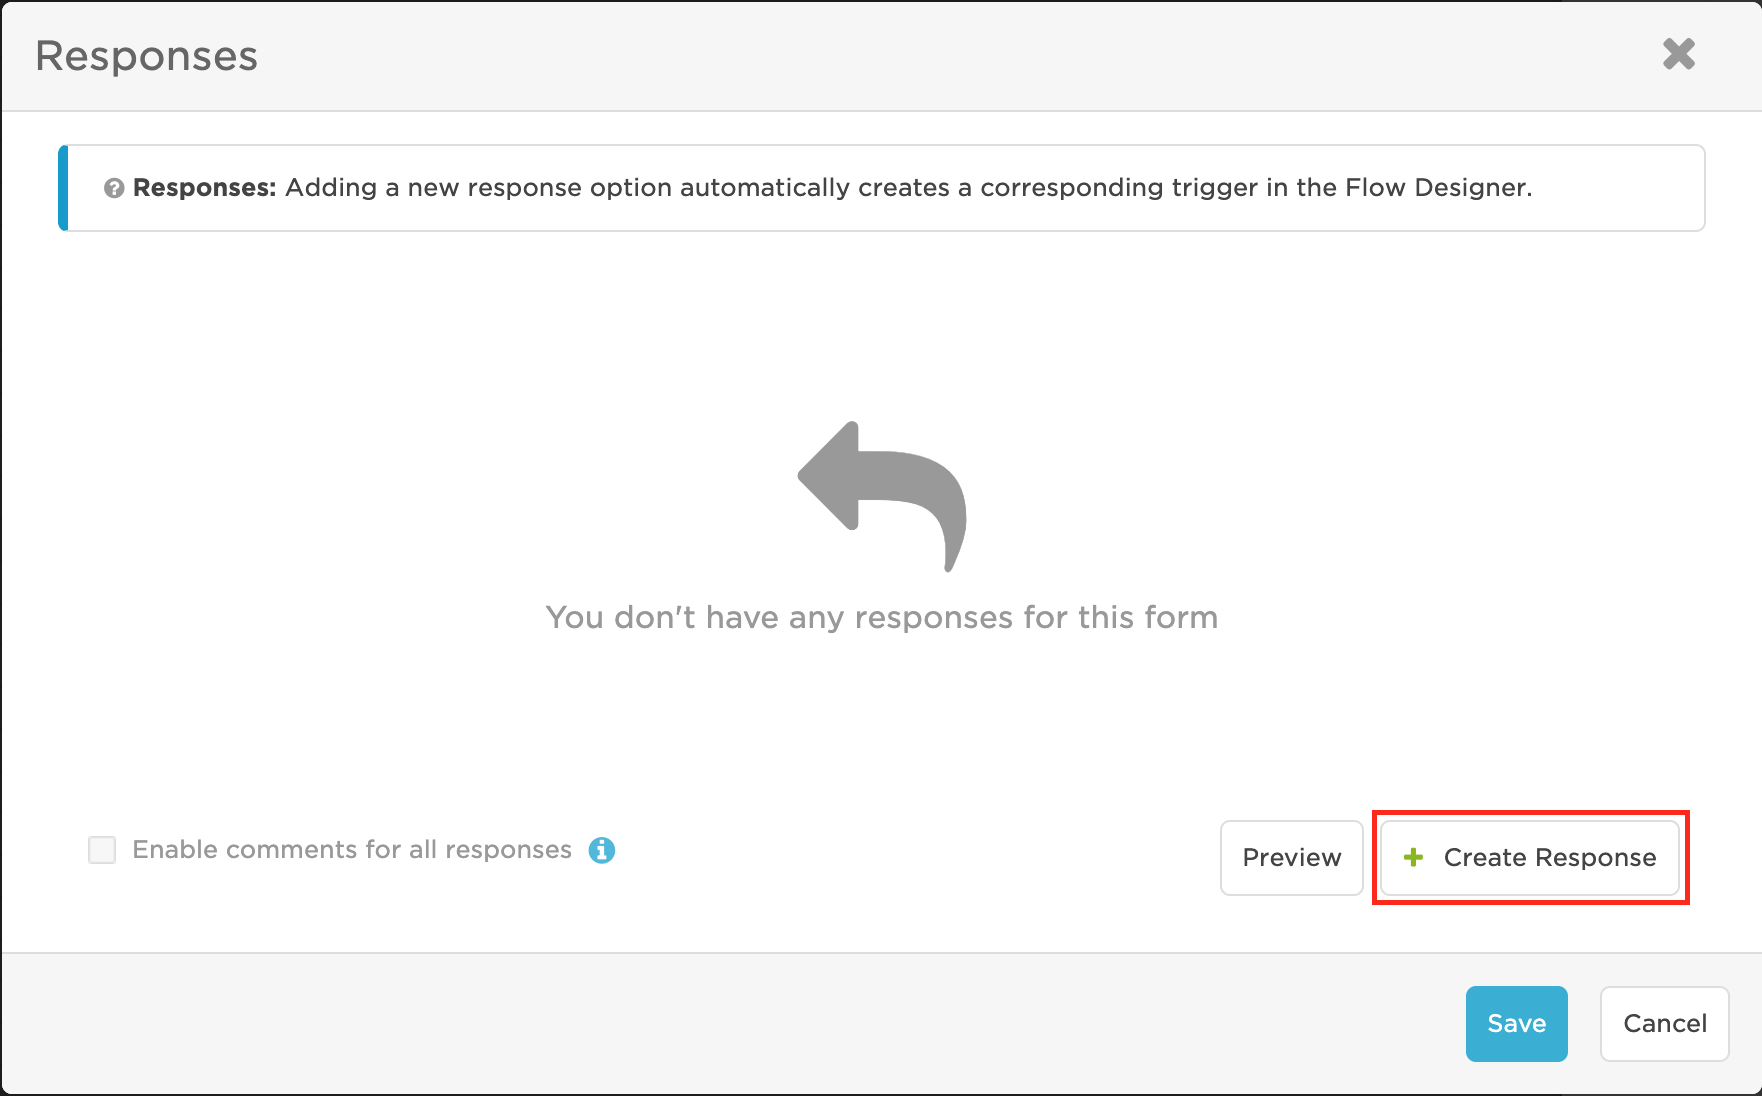 Responses
Responses: Adding a new response option automatically creates a corresponding trigger in the Flow Designer.
You don't have any responses for this form
Enable comments for all responses
Preview
Create Response
Save
Cancel